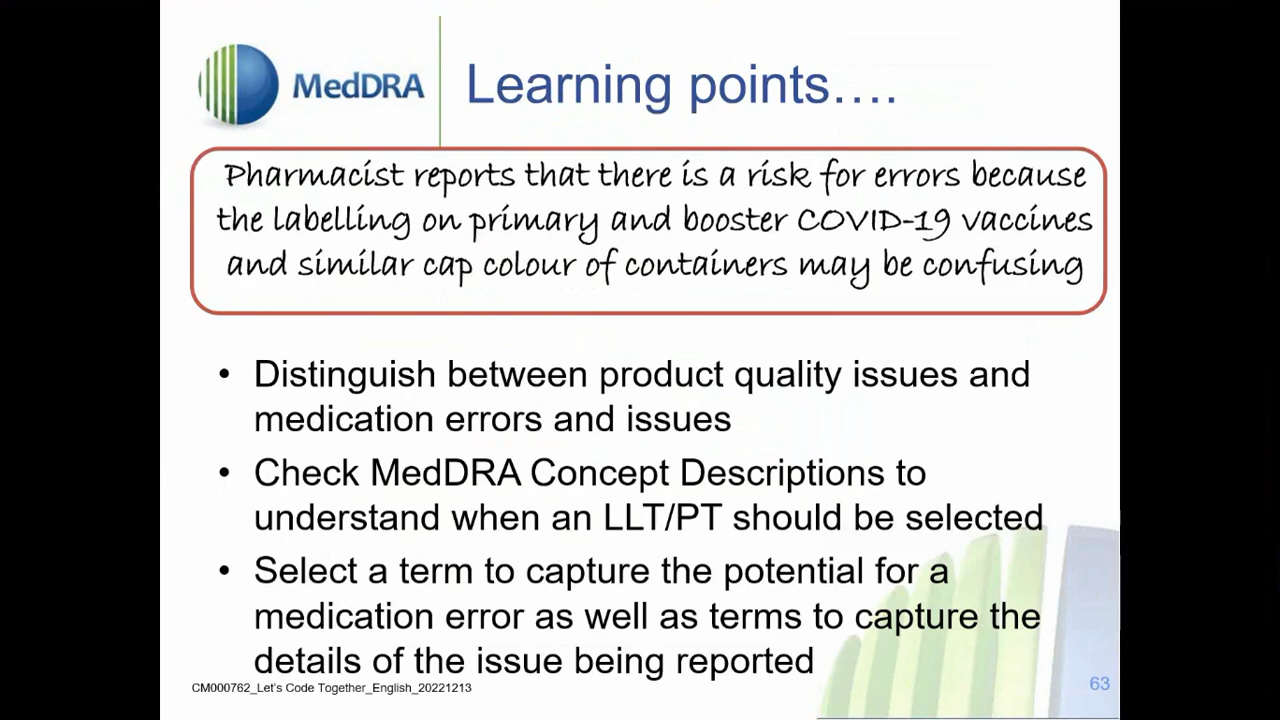 MedDRA
Learning points….
Pharmacist reports that there is a risk for errors because
the labelling on primary and booster COVID-19 vaccines
and similar cap colour of containers may be confusing
• Distinguish between product quality issues and
medication errors and issues
• Check MedDRA Concept Descriptions to
understand when an LLT/PT should be selected
• Select a term to capture the potential for a
medication error as well as terms to capture the
details of the issue being reported
CM000762_Let's Code Together_English_20221213
63